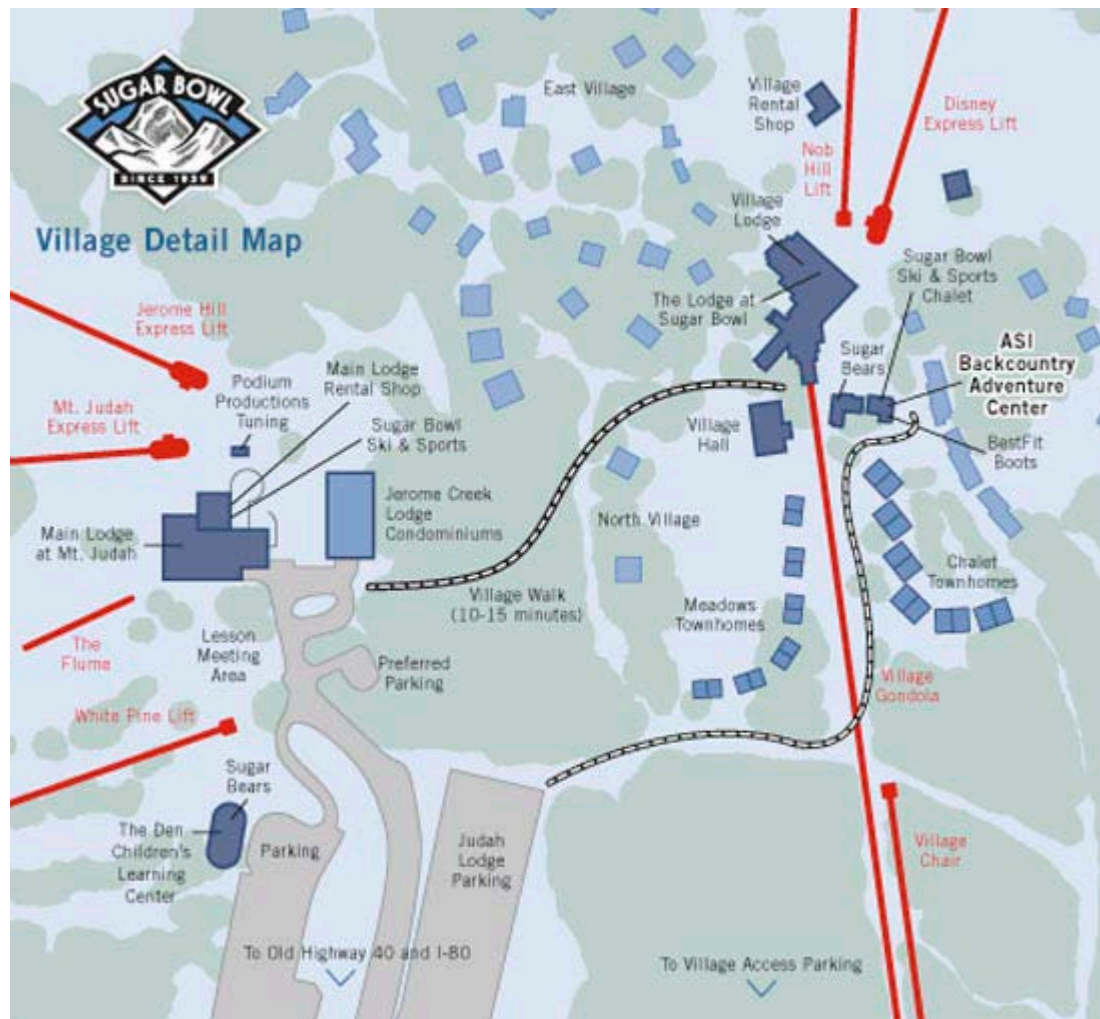 SUGAR BOWL
SINCE 1939
Village Detail Map
East Village
Village
Rental
Shop
Disney
Express Lift
Nob
Hill
Lift
Village
Lodge
The Lodge at
Sugar Bowl
Sugar Bowl
Ski & Sports
Chalet
Sugar
Bears
ASI
Backcountry
Adventure
Center
BestFit
Boots
Village
Hall
Jerome Hill
Express Lift
Mt. Judah
Express Lift
Podium
Productions
Tuning
Main Lodge
Rental Shop
Sugar Bowl
Ski & Sports
Jerome Creek
Lodge
Condominiums
Main Lodge
at Mt. Judah
North Village
Village Walk
(10-15 minutes)
Meadows
Townhomes
Chalet
Townhomes
The
Flume
Lesson
Meeting
Area
Preferred
Parking
White Pine Lift
Village
Gondola
Sugar
Bears
The Den
Children's
Learning
Center
Parking
Judah
Lodge
Parking
Village
Chair
To Old Highway 40 and I-80
To Village Access Parking